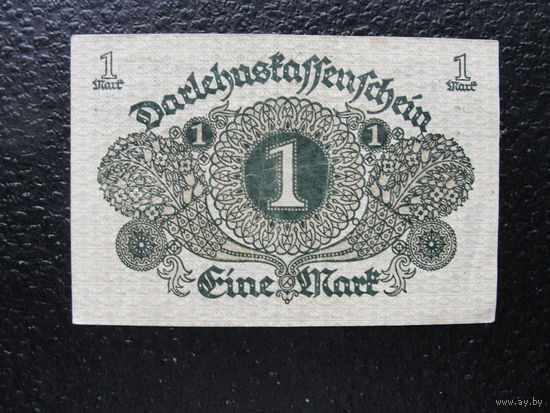 1 1
Mark Mark
Darlehnskassenschein
1 1 1
Eine Mark
www.ay.by